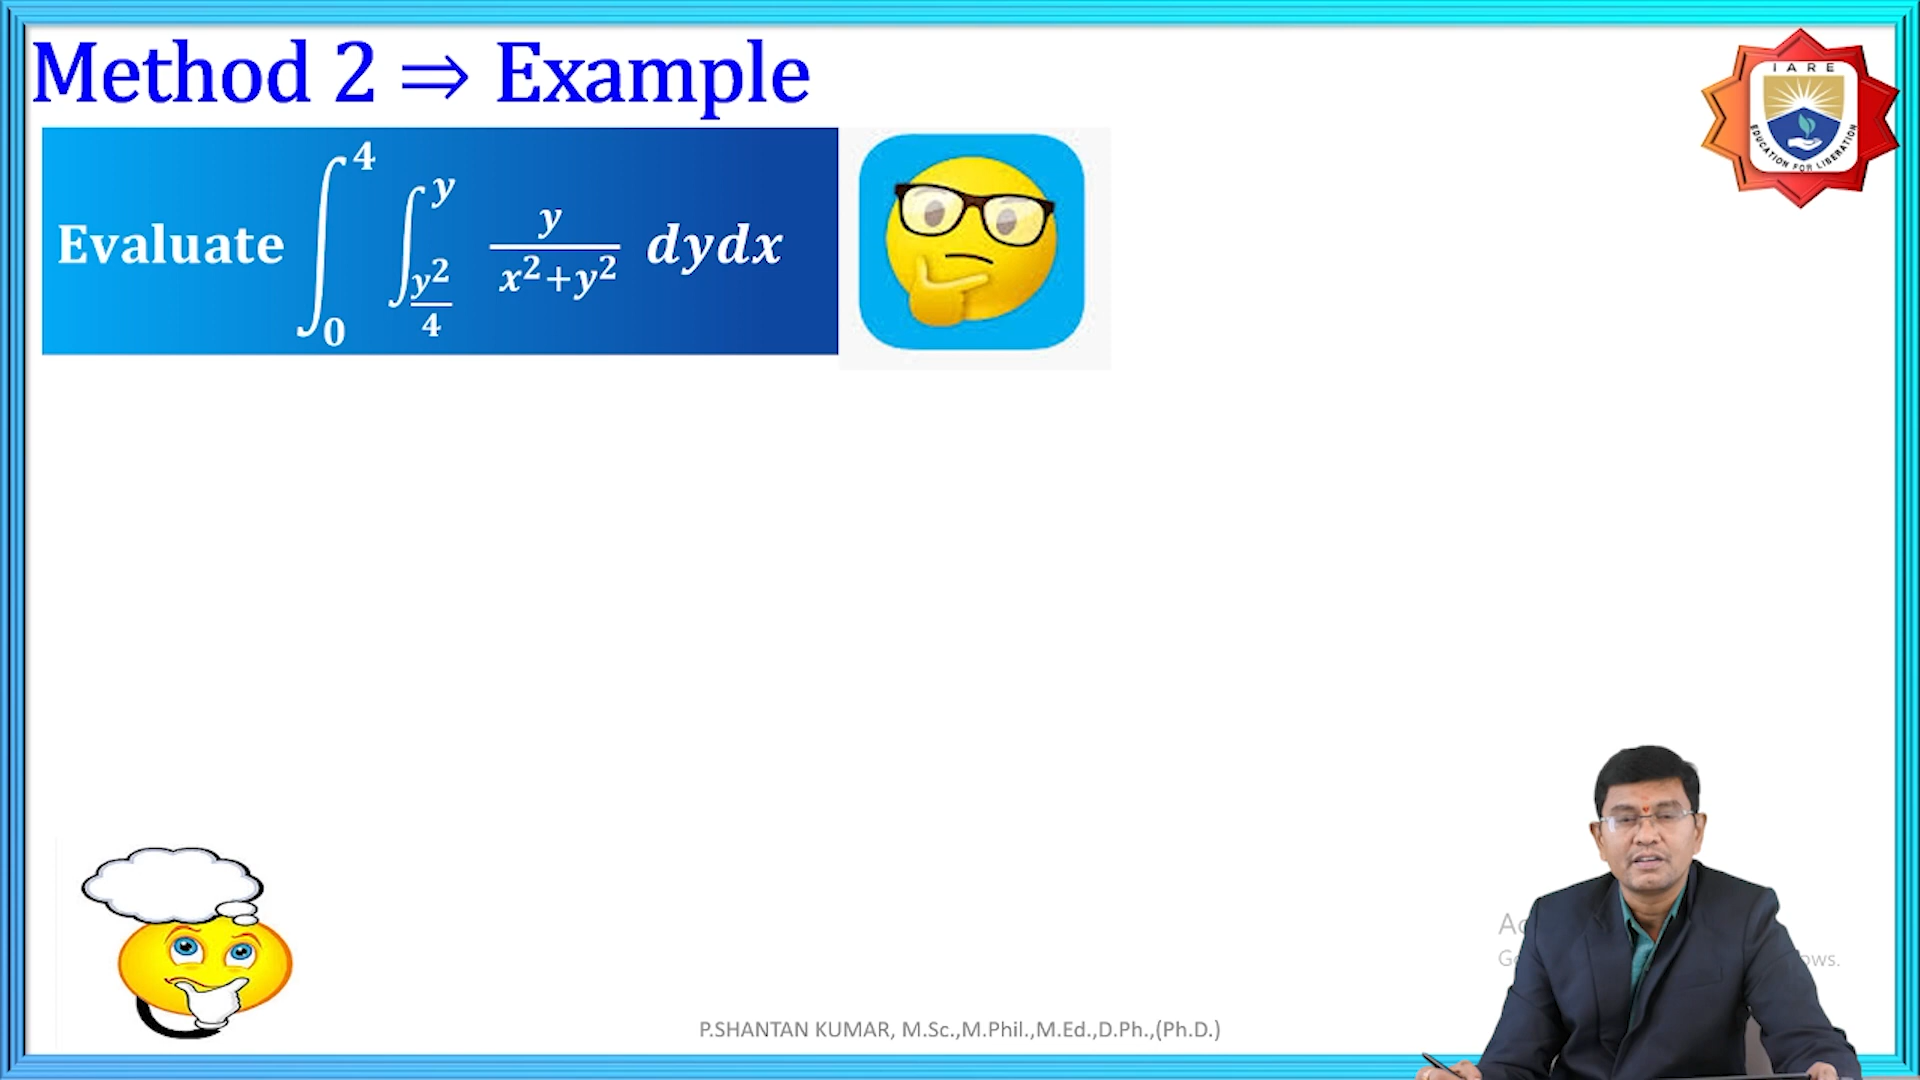 Method 2 ⇒ Example
IARE
EDUCATION FOR LIBERATION
Evaluate ∫_0^4 ∫_{y²/4}^y y/(x²+y²) dydx
P.SHANTAN KUMAR, M.Sc.,M.Phil.,M.Ed.,D.Ph.,(Ph.D.)